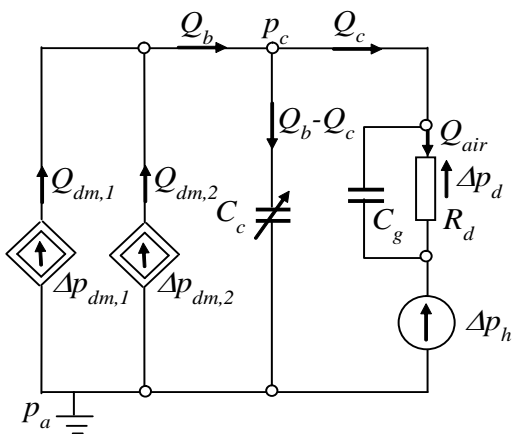 Q_b
p_c
Q_c
Q_b-Q_c
Q_air
Q_dm,1
Q_dm,2
Δp_d
C_c
C_g
R_d
Δp_dm,1
Δp_dm,2
Δp_h
p_a